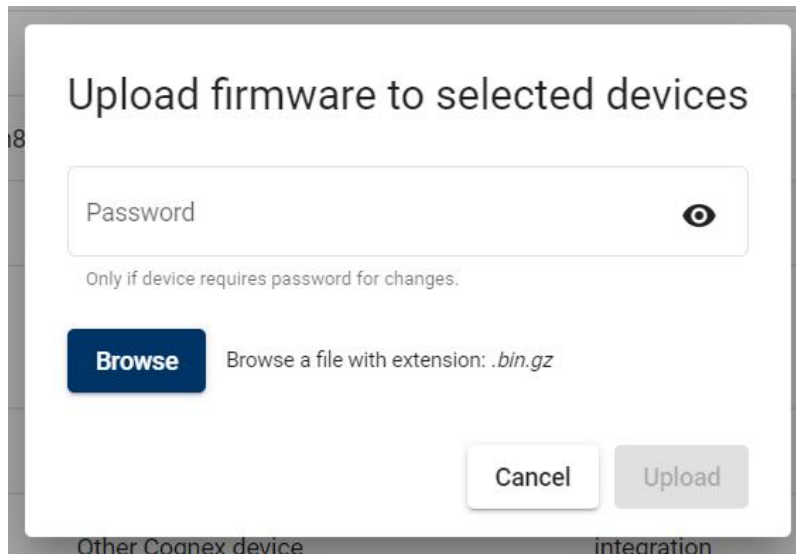 Upload firmware to selected devices
Password
Only if device requires password for changes.
Browse
Browse a file with extension: .bin.gz
Cancel
Upload
Other Cognex device
integration